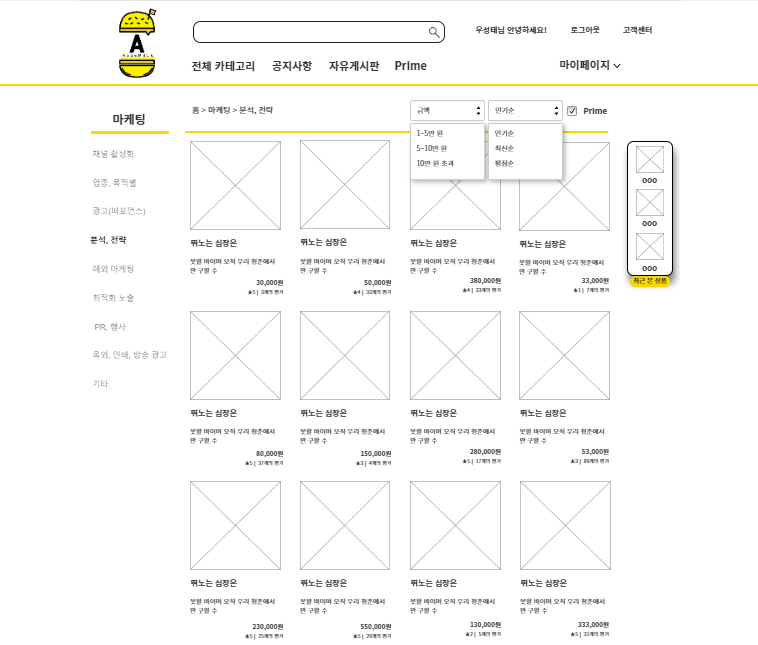 우성태님 안녕하세요! 로그아웃 고객센터
A
전체 카테고리 공지사항 자유게시판 Prime 마이페이지
마케팅
홈 > 마케팅 > 분석, 전략
금액 인기순 Prime
1~5만 원
5~10만 원
10만 원 초과
인기순
최신순
평점순
채널 활성화
업종, 목적별
광고(퍼포먼스)
분석, 전략
해외 마케팅
최적화 노출
PR, 행사
옥외, 인쇄, 방송 광고
기타
뛰노는 심장은
못할 바이며 오직 우리 청춘에서
만 구할 수
30,000원
★5 | 3개의 평가
뛰노는 심장은
못할 바이며 오직 우리 청춘에서
만 구할 수
50,000원
★4 | 33개의 평가
뛰노는 심장은
못할 바이며 오직 우리 청춘에서
만 구할 수
380,000원
★4 | 33개의 평가
뛰노는 심장은
못할 바이며 오직 우리 청춘에서
만 구할 수
33,000원
★1 | 7개의 평가
뛰노는 심장은
못할 바이며 오직 우리 청춘에서
만 구할 수
80,000원
★5 | 37개의 평가
뛰노는 심장은
못할 바이며 오직 우리 청춘에서
만 구할 수
150,000원
★3 | 4개의 평가
뛰노는 심장은
못할 바이며 오직 우리 청춘에서
만 구할 수
280,000원
★5 | 17개의 평가
뛰노는 심장은
못할 바이며 오직 우리 청춘에서
만 구할 수
53,000원
★3 | 89개의 평가
뛰노는 심장은
못할 바이며 오직 우리 청춘에서
만 구할 수
230,000원
★5 | 25개의 평가
뛰노는 심장은
못할 바이며 오직 우리 청춘에서
만 구할 수
550,000원
★5 | 29개의 평가
뛰노는 심장은
못할 바이며 오직 우리 청춘에서
만 구할 수
130,000원
★2 | 5개의 평가
뛰노는 심장은
못할 바이며 오직 우리 청춘에서
만 구할 수
333,000원
★5 | 31개의 평가
OOO
OOO
OOO
최근 본 상품